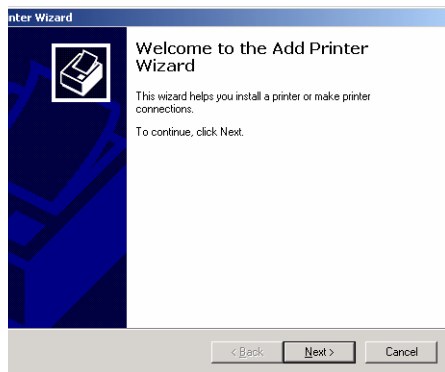 nter Wizard
Welcome to the Add Printer
Wizard
This wizard helps you install a printer or make printer
connections.
To continue, click Next.
< Back Next > Cancel